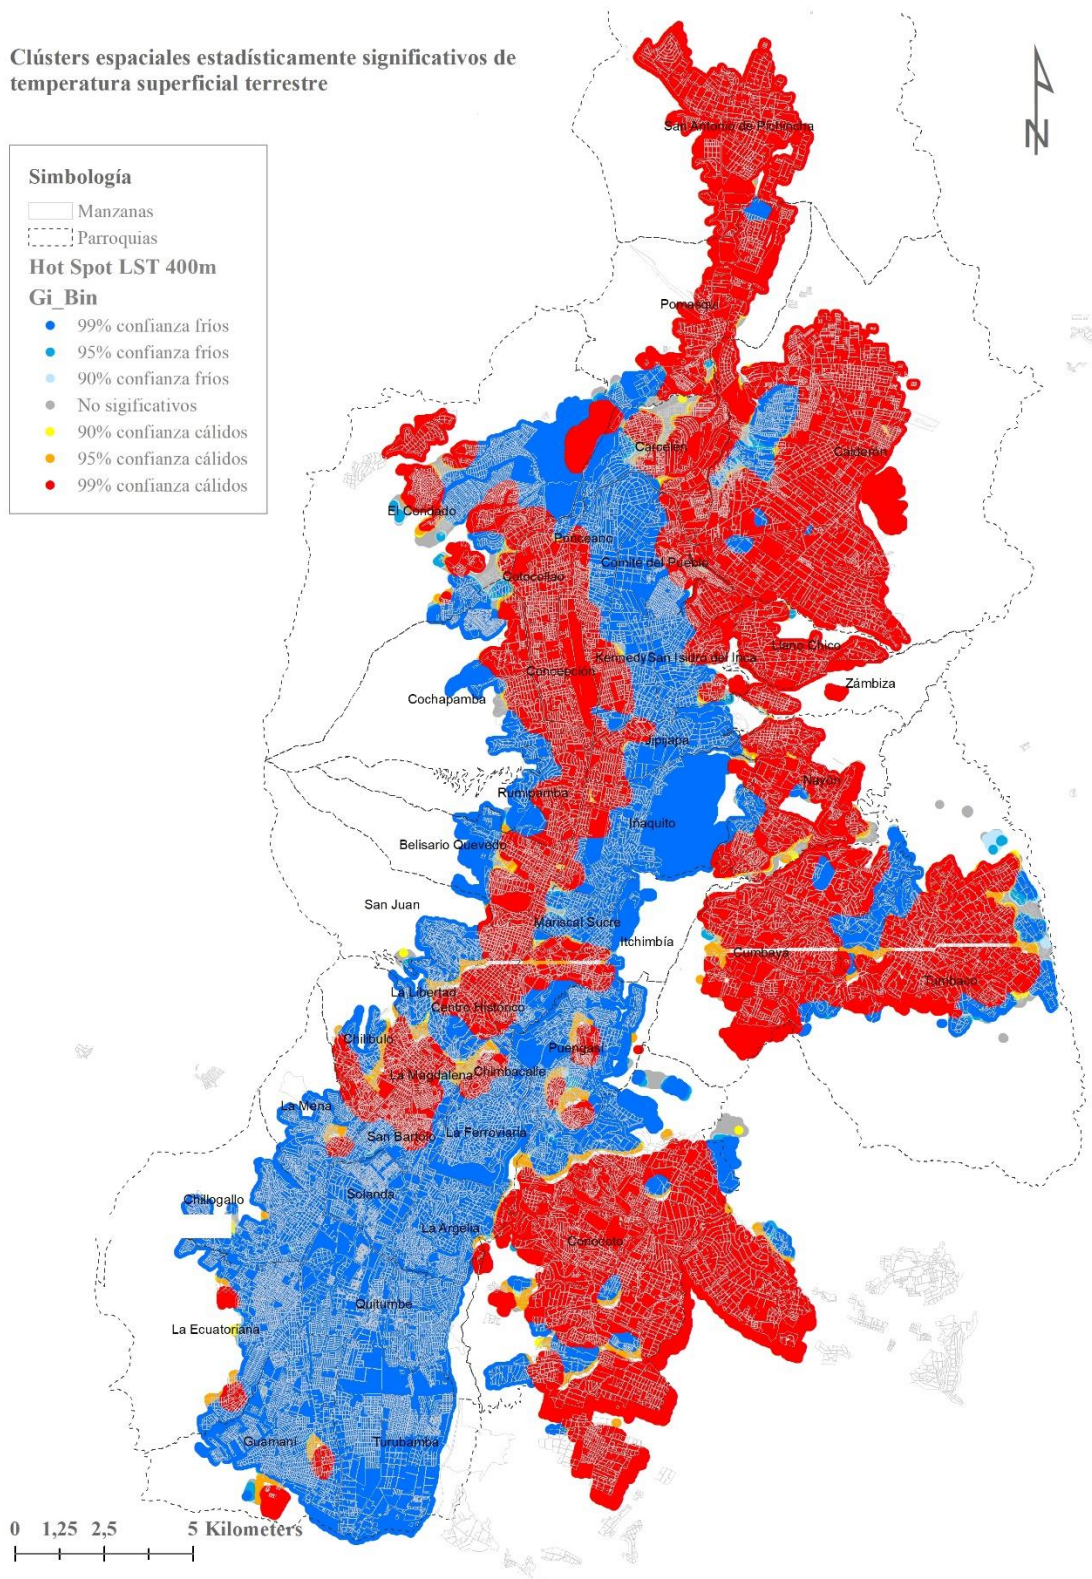 Clústers espaciales estadísticamente significativos de
temperatura superficial terrestre
N
Simbología
Manzanas
Parroquias
Hot Spot LST 400m
Gi_Bin
99% confianza fríos
95% confianza fríos
90% confianza fríos
No sigificativos
90% confianza cálidos
95% confianza cálidos
99% confianza cálidos
San Antonio de Pichincha
Pomasqui
Carcelén
Calderón
El Condado
Ponceano
Comité del Pueblo
Cotocollao
Llano Chico
Kennedy
San Isidro del Inca
Concepción
Zámbiza
Cochapamba
Jipijapa
Nayón
Rumipamba
Iñaquito
Belisario Quevedo
San Juan
Mariscal Sucre
Itchimbía
Cumbayá
Tumbaco
La Libertad
Centro Histórico
Chilibulo
Puengasí
La Magdalena
Chimbacalle
La Mena
San Bartolo
La Ferroviaria
Solanda
Chillogallo
La Argelia
Conocoto
Quitumbe
La Ecuatoriana
Guamaní
Turubamba
0 1,25 2,5 5 Kilometers